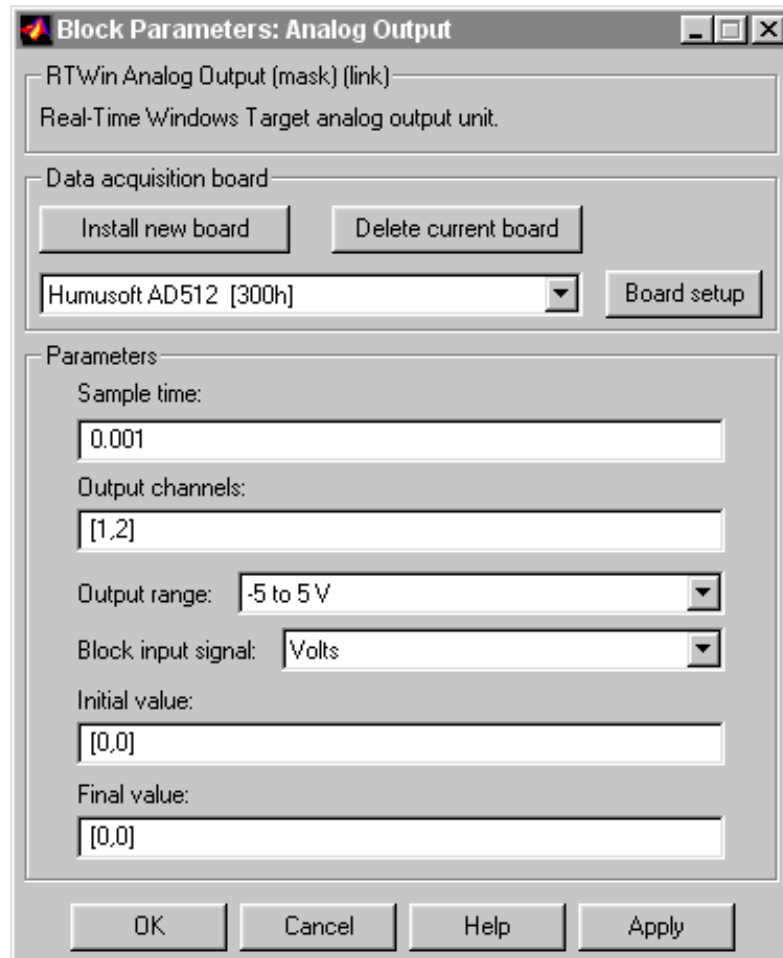 Block Parameters: Analog Output
RTWin Analog Output (mask) (link)
Real-Time Windows Target analog output unit.
Data acquisition board
Install new board
Delete current board
Humusoft AD512 [300h]
Board setup
Parameters
Sample time:
0.001
Output channels:
[1,2]
Output range: -5 to 5 V
Block input signal: Volts
Initial value:
[0,0]
Final value:
[0,0]
OK Cancel Help Apply